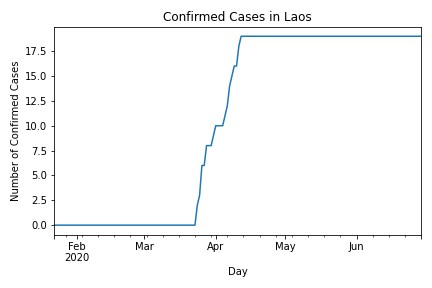 Confirmed Cases in Laos
Number of Confirmed Cases
17.5
15.0
12.5
10.0
7.5
5.0
2.5
0.0
Feb Mar Apr May Jun
2020
Day